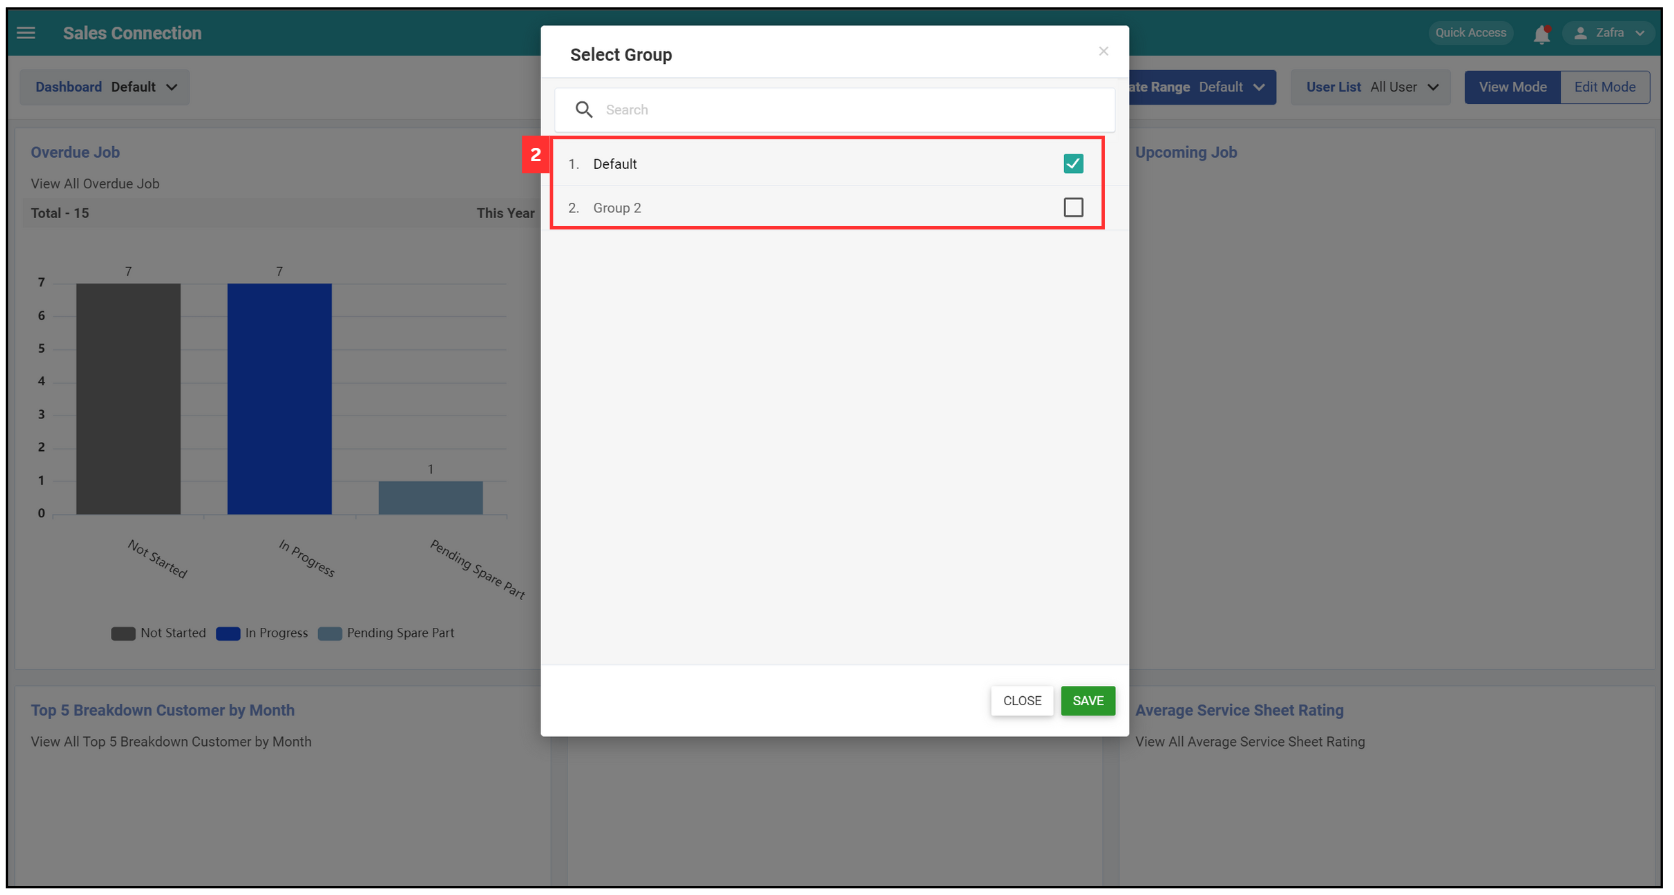 Sales Connection
Quick Access
Zafra
Dashboard Default
ate Range Default
User List All User
View Mode
Edit Mode
Select Group
×
Search
2
1. Default
2. Group 2
CLOSE
SAVE
Overdue Job
View All Overdue Job
Total - 15
This Year
7
6
5
4
3
2
1
0
7
7
1
Not Started
In Progress
Pending Spare Part
Not Started
In Progress
Pending Spare Part
Upcoming Job
Top 5 Breakdown Customer by Month
View All Top 5 Breakdown Customer by Month
Average Service Sheet Rating
View All Average Service Sheet Rating